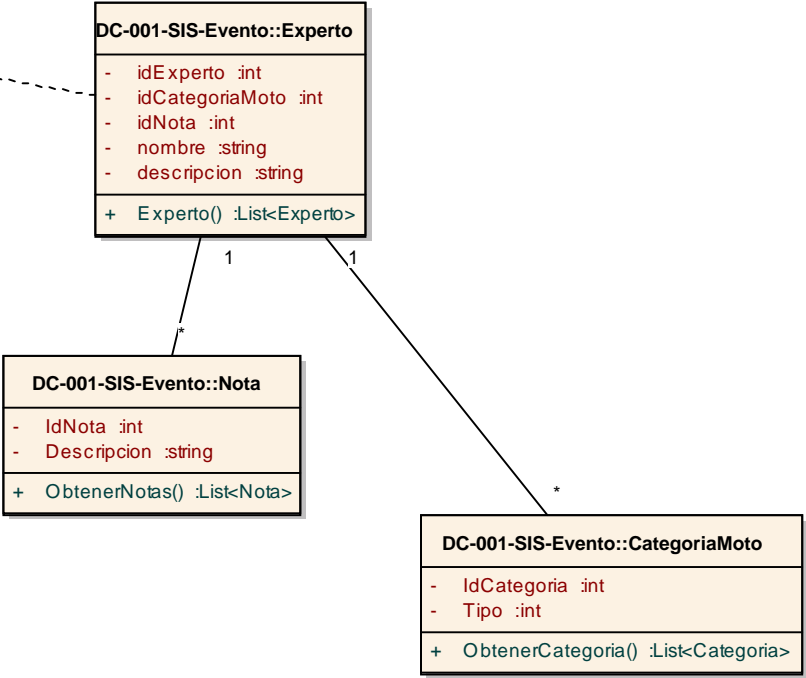 DC-001-SIS-Evento::Experto
- idExperto :int
- idCategoriaMoto :int
- idNota :int
- nombre :string
- descripcion :string
+ Experto() :List<Experto>
1
1
*
DC-001-SIS-Evento::Nota
- IdNota :int
- Descripcion :string
+ ObtenerNotas() :List<Nota>
*
DC-001-SIS-Evento::CategoriaMoto
- IdCategoria :int
- Tipo :int
+ ObtenerCategoria() :List<Categoria>